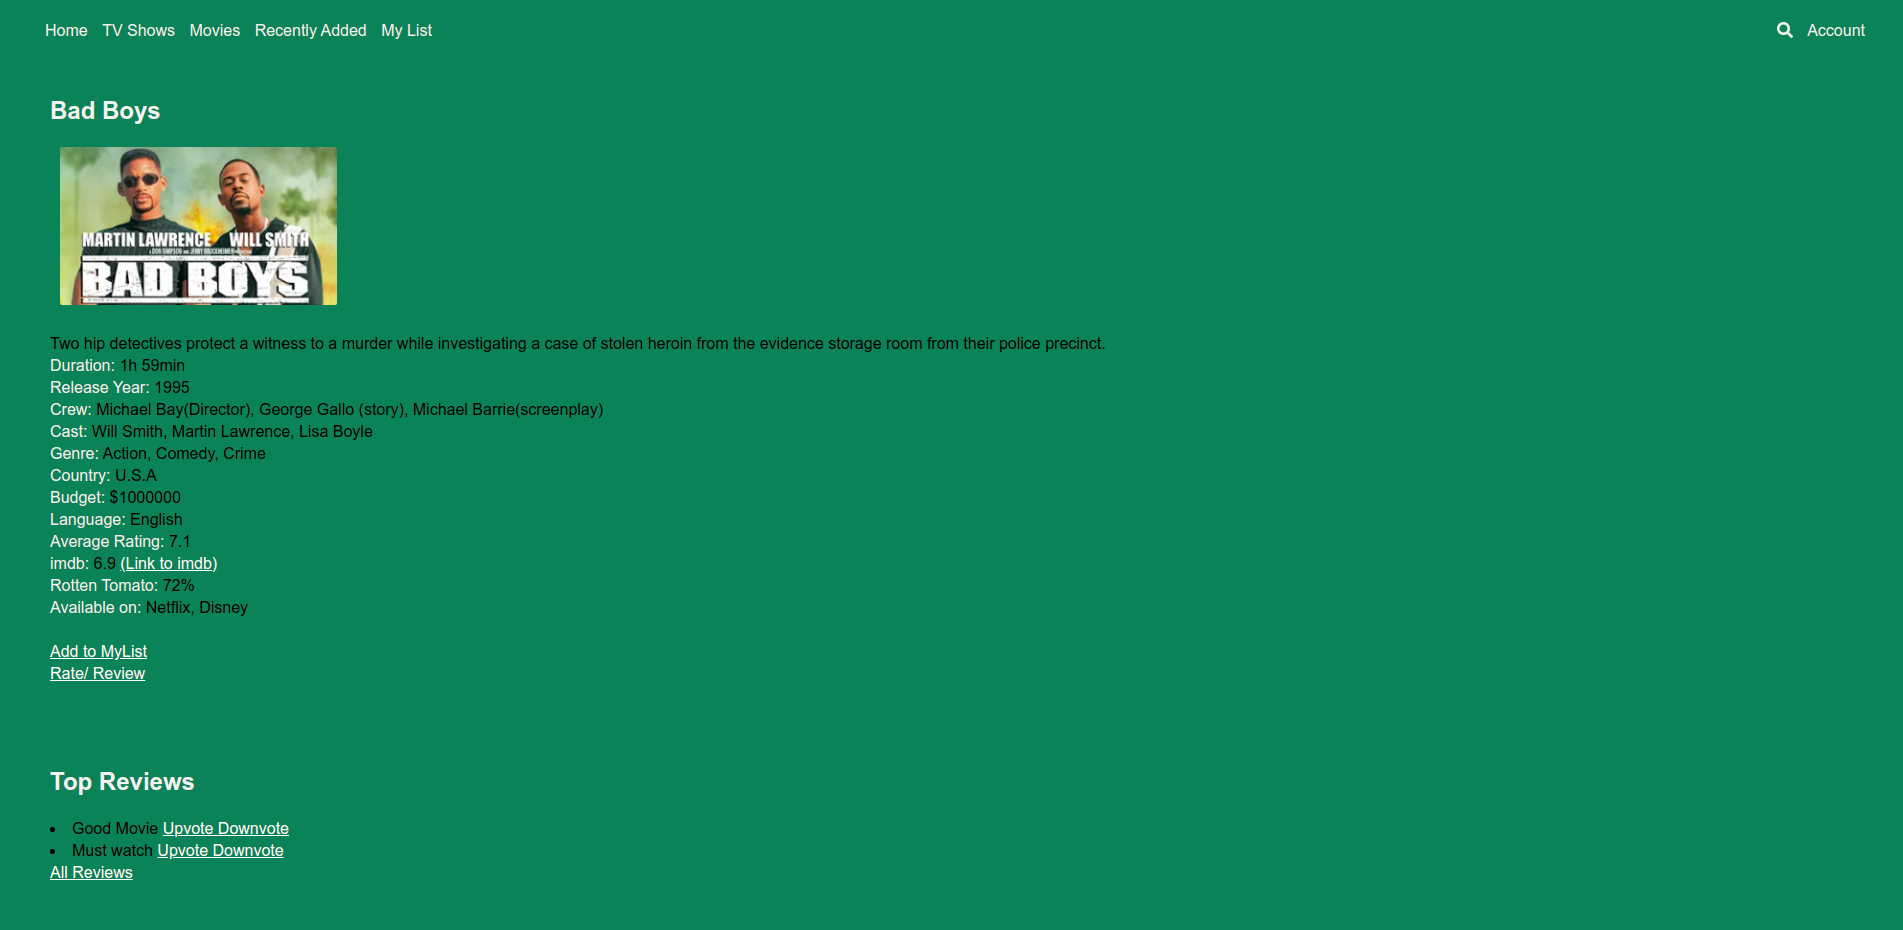 Home TV Shows Movies Recently Added My List Account
Bad Boys
MARTIN LAWRENCE WILL SMITH
A DON SIMPSON AND JERRY BRUCKHEIMER
BAD BOYS
Two hip detectives protect a witness to a murder while investigating a case of stolen heroin from the evidence storage room from their police precinct.
Duration: 1h 59min
Release Year: 1995
Crew: Michael Bay(Director), George Gallo (story), Michael Barrie(screenplay)
Cast: Will Smith, Martin Lawrence, Lisa Boyle
Genre: Action, Comedy, Crime
Country: U.S.A
Budget: $1000000
Language: English
Average Rating: 7.1
imdb: 6.9 (Link to imdb)
Rotten Tomato: 72%
Available on: Netflix, Disney
Add to MyList
Rate/ Review
Top Reviews
• Good Movie Upvote Downvote
• Must watch Upvote Downvote
All Reviews